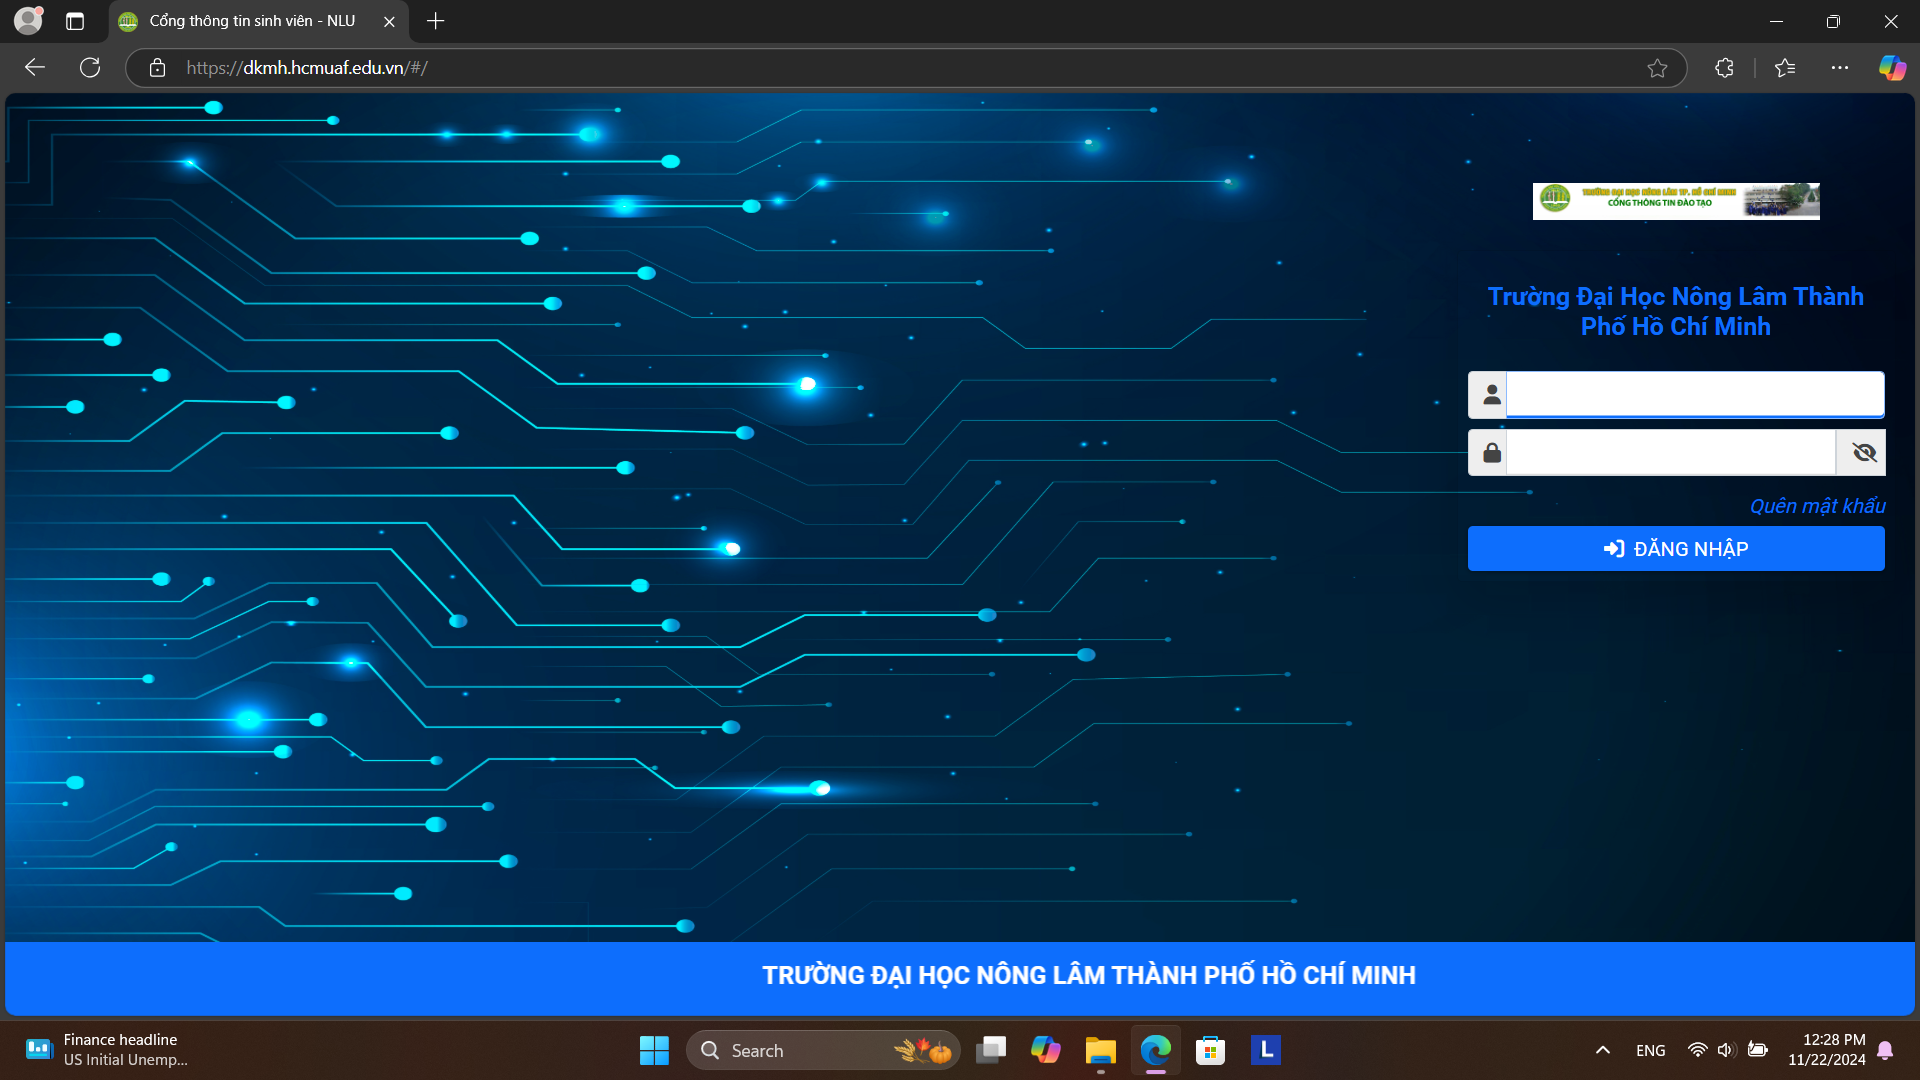 Cổng thông tin sinh viên - NLU
https://dkmh.hcmuaf.edu.vn/#/
TRƯỜNG ĐẠI HỌC NÔNG LÂM TP. HỒ CHÍ MINH
CỔNG THÔNG TIN ĐÀO TẠO
Trường Đại Học Nông Lâm Thành
Phố Hồ Chí Minh
Quên mật khẩu
ĐĂNG NHẬP
TRƯỜNG ĐẠI HỌC NÔNG LÂM THÀNH PHỐ HỒ CHÍ MINH
Finance headline
US Initial Unemp...
Search
L
ENG
12:28 PM
11/22/2024